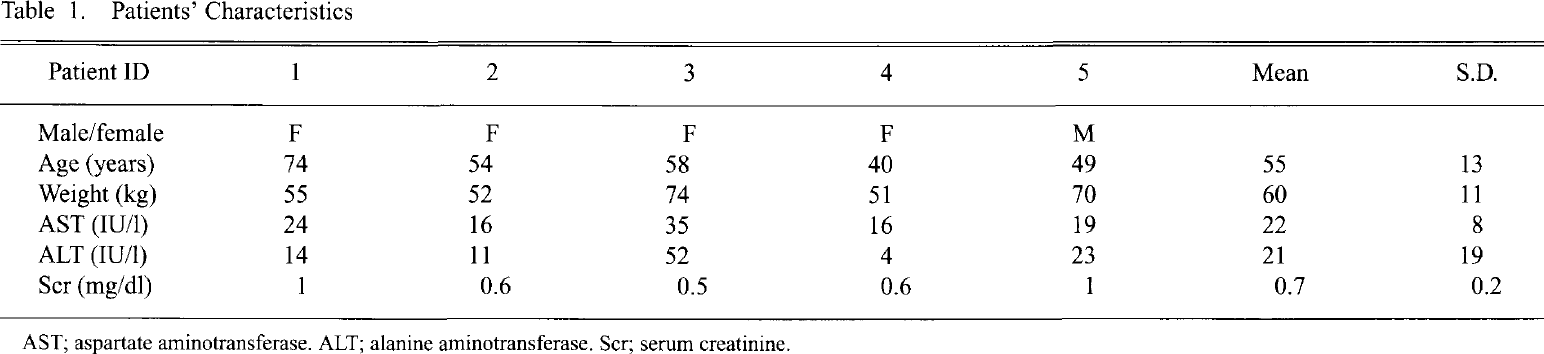 Table 1. Patients’ Characteristics
Patient ID 1 2 3 4 5 Mean S.D.
Male/female F F F F M
Age (years) 74 54 58 40 49 55 13
Weight (kg) 55 52 74 51 70 60 11
AST (IU/l) 24 16 35 16 19 22 8
ALT (IU/l) 14 11 52 4 23 21 19
Scr (mg/dl) 1 0.6 0.5 0.6 1 0.7 0.2
AST; aspartate aminotransferase. ALT; alanine aminotransferase. Scr; serum creatinine.